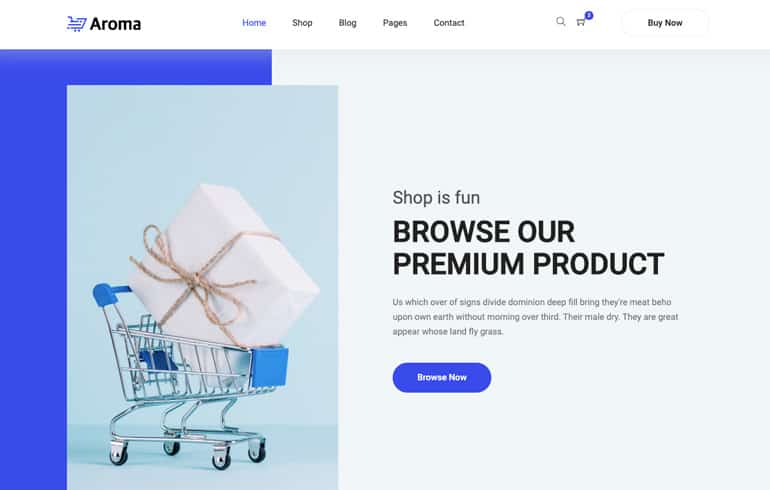 Aroma
Home Shop Blog Pages Contact
Buy Now
Shop is fun
BROWSE OUR
PREMIUM PRODUCT
Us which over of signs divide dominion deep fill bring they're meat beho
upon own earth without morning over third. Their male dry. They are great
appear whose land fly grass.
Browse Now